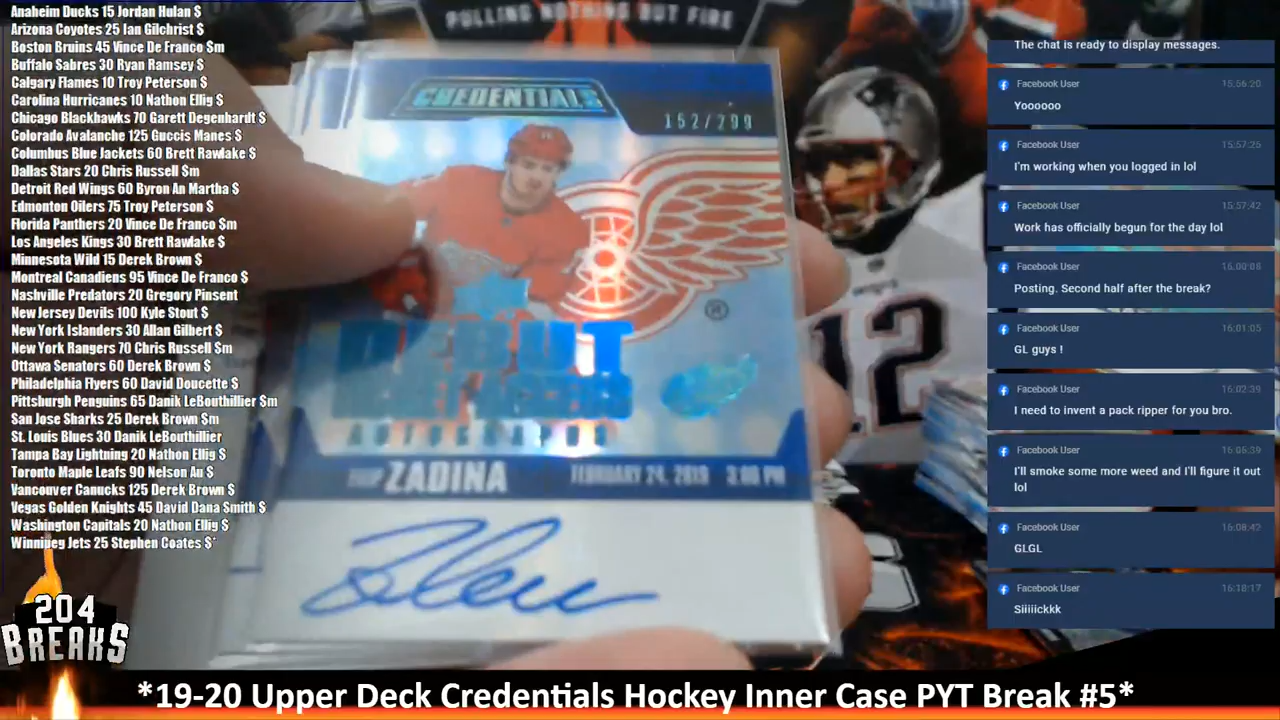 Anaheim Ducks 15 Jordan Hulan $
Arizona Coyotes 25 Ian Gilchrist $
Boston Bruins 45 Vince De Franco $m
Buffalo Sabres 30 Ryan Ramsey $
Calgary Flames 10 Troy Peterson $
Carolina Hurricanes 10 Nathon Ellig $
Chicago Blackhawks 70 Garett Degenhardt $
Colorado Avalanche 125 Guccis Manes $
Columbus Blue Jackets 60 Brett Rawlake $
Dallas Stars 20 Chris Russell $m
Detroit Red Wings 60 Byron An Martha $
Edmonton Oilers 75 Troy Peterson $
Florida Panthers 20 Vince De Franco $m
Los Angeles Kings 30 Brett Rawlake $
Minnesota Wild 15 Derek Brown $
Montreal Canadiens 95 Vince De Franco $
Nashville Predators 20 Gregory Pinsent
New Jersey Devils 100 Kyle Stout $
New York Islanders 30 Allan Gilbert $
New York Rangers 70 Chris Russell $m
Ottawa Senators 60 Derek Brown $
Philadelphia Flyers 60 David Doucette $
Pittsburgh Penguins 65 Danik LeBouthillier $m
San Jose Sharks 25 Derek Brown $m
St. Louis Blues 30 Danik LeBouthillier
Tampa Bay Lightning 20 Nathon Ellig $
Toronto Maple Leafs 90 Nelson Au $
Vancouver Canucks 125 Derek Brown $
Vegas Golden Knights 45 David Dana Smith $
Washington Capitals 20 Nathon Ellig $
Winnipeg Jets 25 Stephen Coates $*
204
BREAKS
PULLING NOTHING BUT FIRE
CREDENTIALS
152/299
®
DEBUT
TICKET ACCESS
AUTOGRAPHS
FILIP ZADINA FEBRUARY 24, 2019 3:00 PM
12
The chat is ready to display messages.
Facebook User 15:56:20
Yoooooo
Facebook User 15:57:25
I'm working when you logged in lol
Facebook User 15:57:42
Work has officially begun for the day lol
Facebook User 16:00:08
Posting. Second half after the break?
Facebook User 16:01:05
GL guys !
Facebook User 16:02:39
I need to invent a pack ripper for you bro.
Facebook User 16:05:39
I'll smoke some more weed and I'll figure it out
lol
Facebook User 16:08:42
GLGL
Facebook User 16:18:17
Siiiiickkk
*19-20 Upper Deck Credentials Hockey Inner Case PYT Break #5*